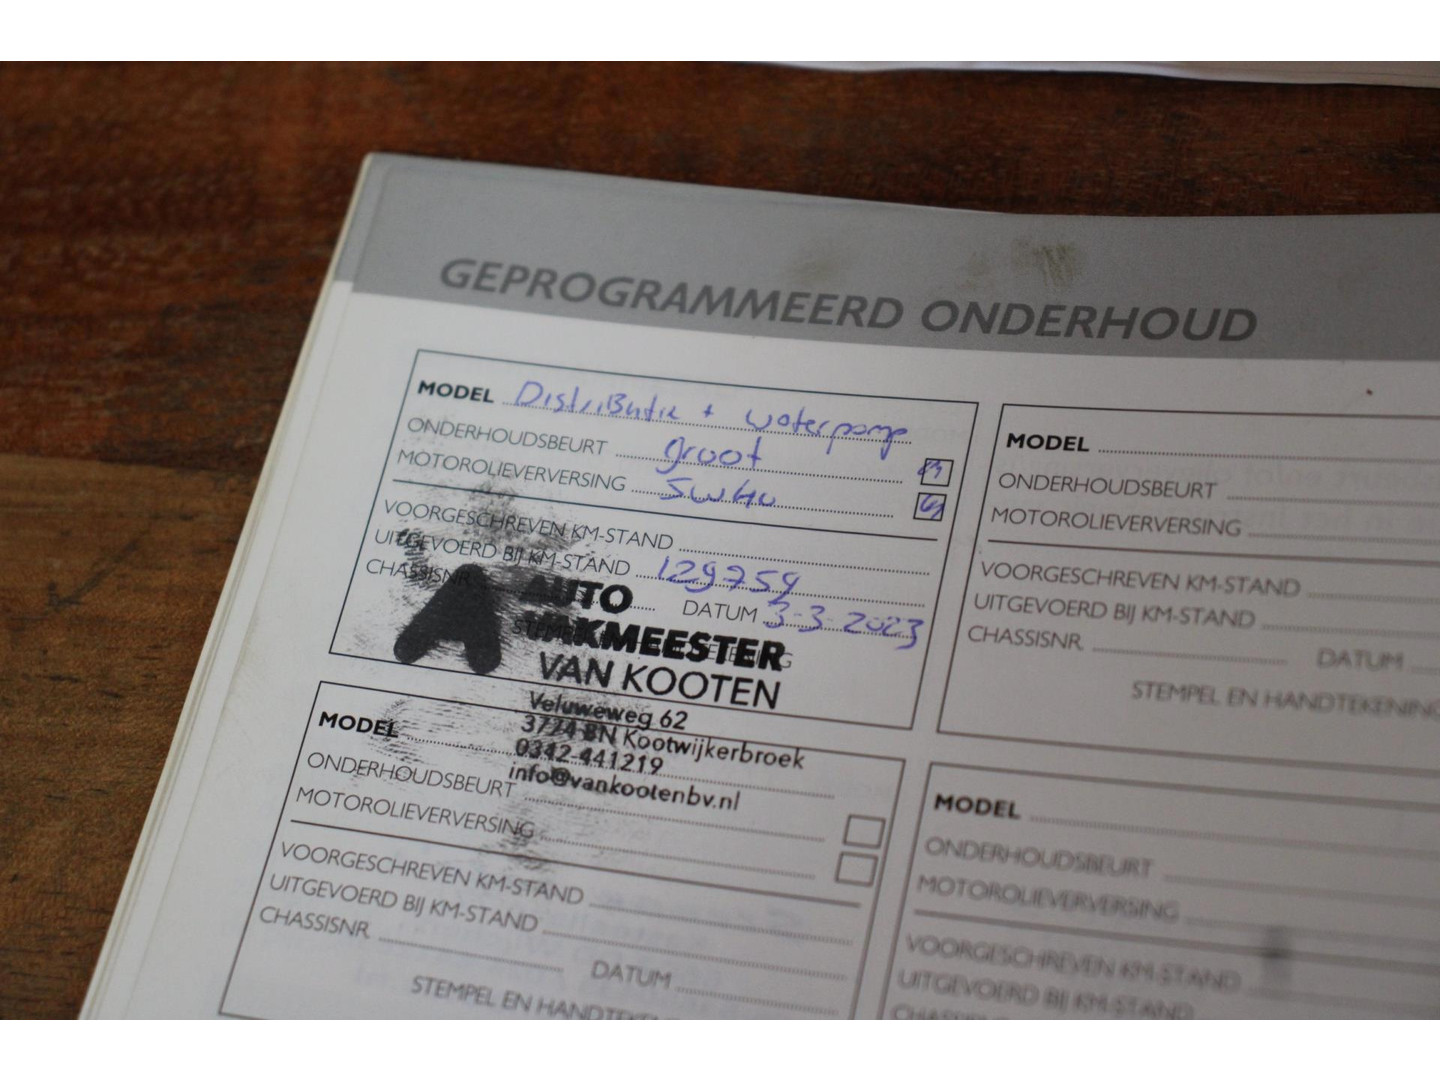 GEPROGRAMMEERD ONDERHOUD
MODEL Distributie + waterpomp
ONDERHOUDSBEURT groot
MOTOROLIEVERVERSING 5W40
VOORGESCHREVEN KM-STAND
UITGEVOERD BIJ KM-STAND 129759
CHASSISNR. DATUM 3-3-2023
AUTO
VAKMEESTER
VAN KOOTEN
Veluweweg 62
3774 BN Kootwijkerbroek
0342-441219
info@vankootenbv.nl
MODEL
ONDERHOUDSBEURT
MOTOROLIEVERVERSING
VOORGESCHREVEN KM-STAND
UITGEVOERD BIJ KM-STAND
CHASSISNR. DATUM
STEMPEL EN HANDTEKENING
MODEL
ONDERHOUDSBEURT
MOTOROLIEVERVERSING
VOORGESCHREVEN KM-STAND
UITGEVOERD BIJ KM-STAND
CHASSISNR. DATUM
STEMPEL EN HANDTEKENING
MODEL
ONDERHOUDSBEURT
MOTOROLIEVERVERSING
VOORGESCHREVEN KM-STAND
UITGEVOERD BIJ KM-STAND
CHASSISNR.